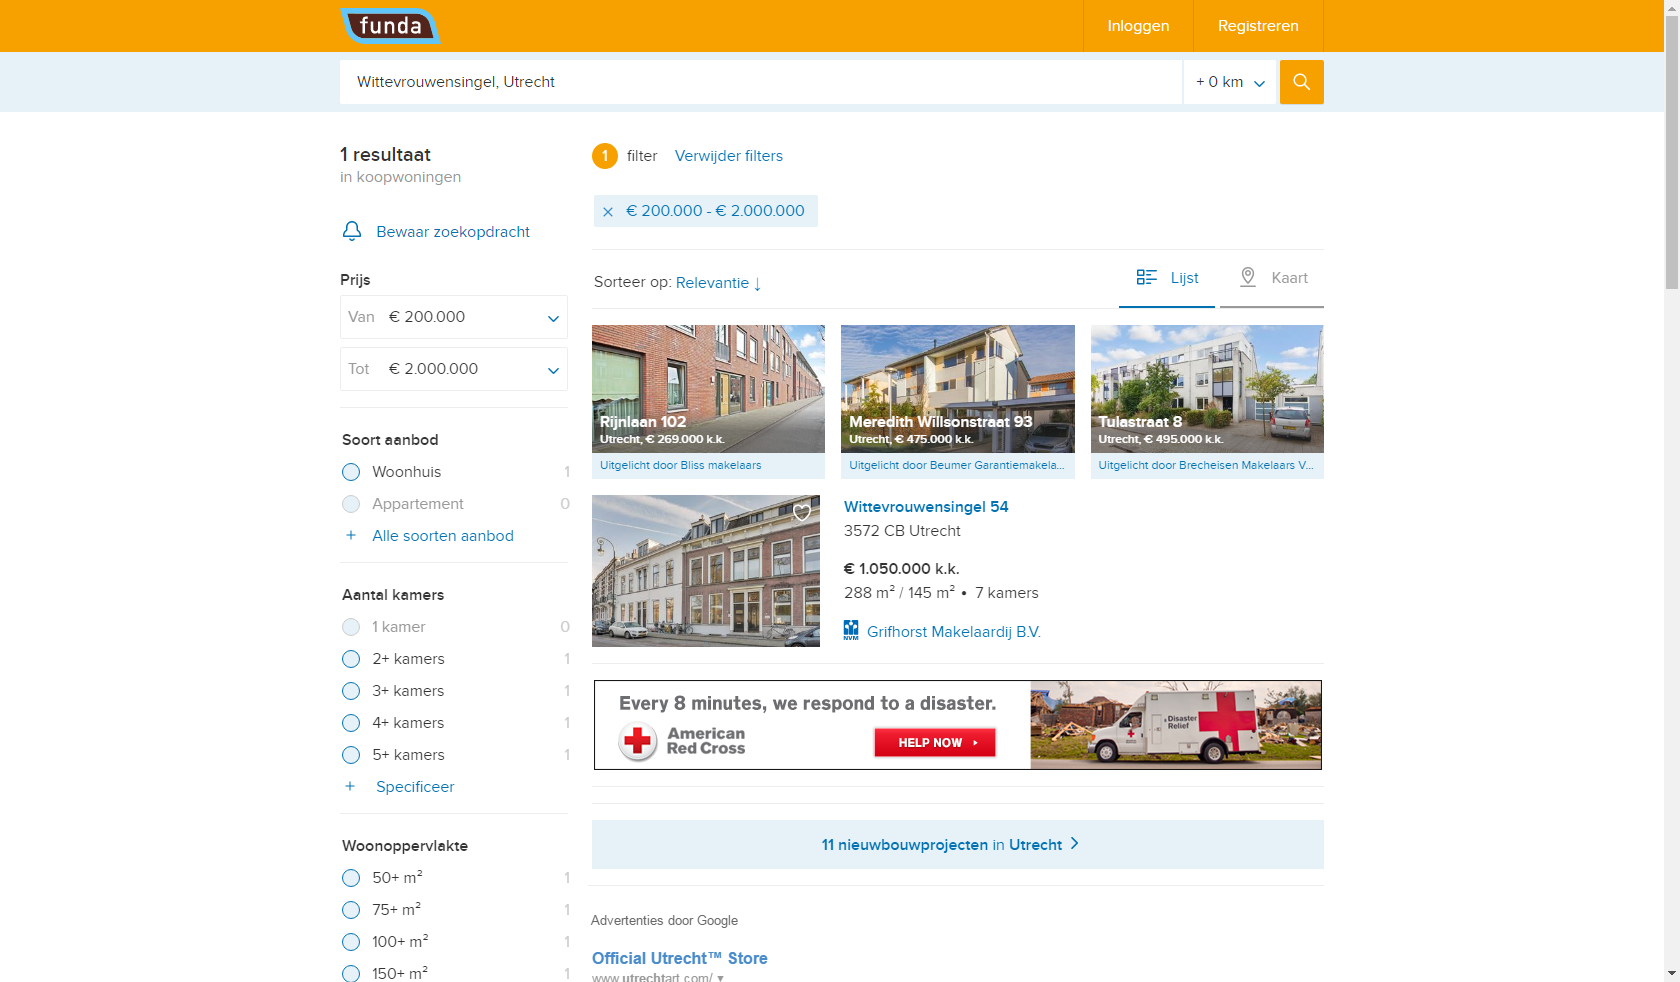 funda
Inloggen
Registreren
Wittevrouwensingel, Utrecht
+ 0 km
1 resultaat
in koopwoningen
Bewaar zoekopdracht
Prijs
Van € 200.000
Tot € 2.000.000
Soort aanbod
Woonhuis 1
Appartement 0
+ Alle soorten aanbod
Aantal kamers
1 kamer 0
2+ kamers 1
3+ kamers 1
4+ kamers 1
5+ kamers 1
+ Specificeer
Woonoppervlakte
50+ m² 1
75+ m² 1
100+ m² 1
150+ m² 1
1 filter Verwijder filters
× € 200.000 - € 2.000.000
Sorteer op: Relevantie ↓
Lijst
Kaart
Rijnlaan 102
Utrecht, € 269.000 k.k.
Uitgelicht door Bliss makelaars
Meredith Willsonstraat 93
Utrecht, € 475.000 k.k.
Uitgelicht door Beumer Garantiemakela...
Tulastraat 8
Utrecht, € 495.000 k.k.
Uitgelicht door Brecheisen Makelaars V...
Wittevrouwensingel 54
3572 CB Utrecht
€ 1.050.000 k.k.
288 m² / 145 m² • 7 kamers
NVM Grifhorst Makelaardij B.V.
Every 8 minutes, we respond to a disaster.
American
Red Cross
HELP NOW
Disaster
Relief
11 nieuwbouwprojecten in Utrecht
Advertenties door Google
Official Utrecht™ Store
www.utrechtart.com/ ▼